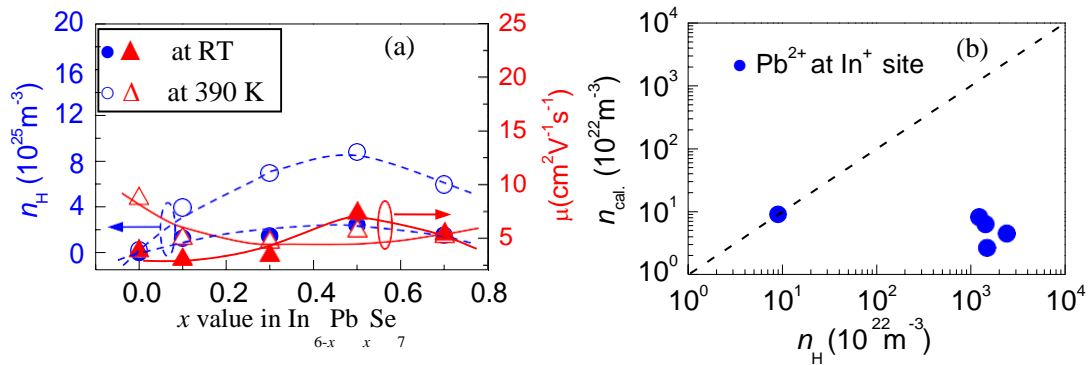 (a)
at RT
at 390 K
20
16
12
8
4
0
n_H (10^25 m^-3)
25
20
15
10
5
μ(cm^2V^-1s^-1)
0.0 0.2 0.4 0.6 0.8
x value in In_6-x Pb_x Se_7
(b)
Pb^2+ at In^+ site
10^4
10^3
10^2
10^1
10^0
n_cal. (10^22 m^-3)
10^0 10^1 10^2 10^3 10^4
n_H (10^22 m^-3)